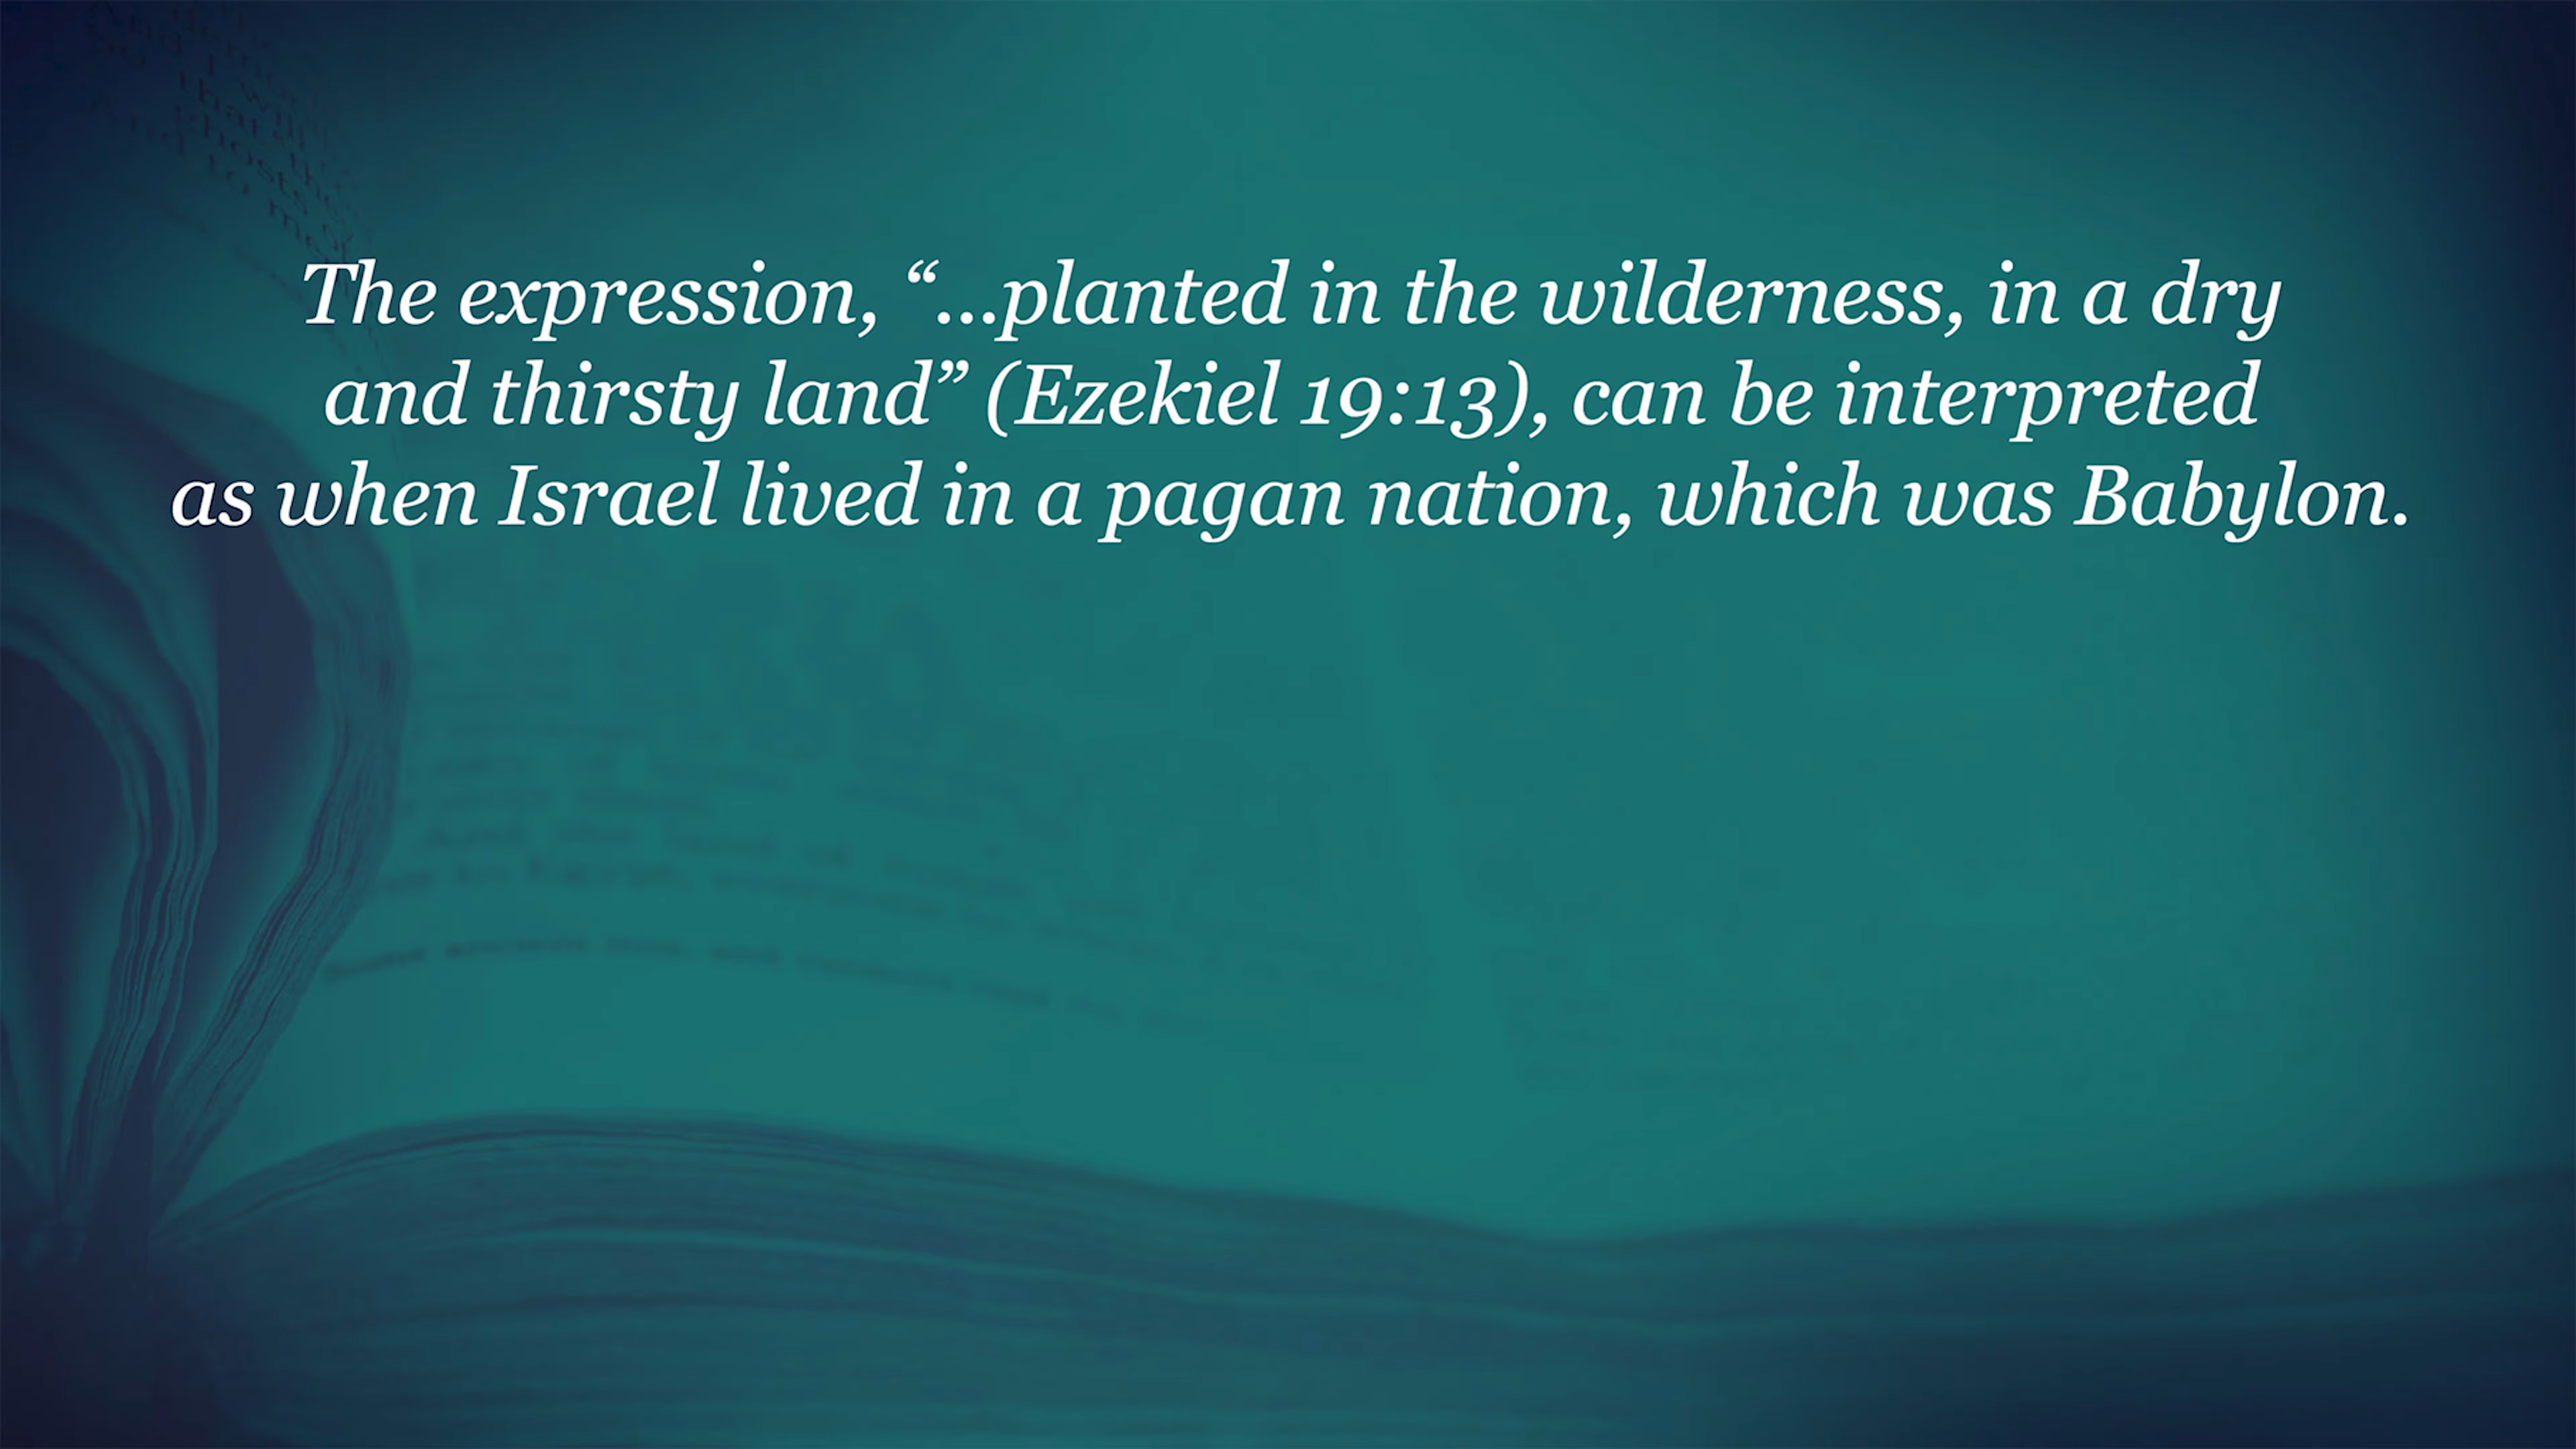 The expression, “...planted in the wilderness, in a dry
and thirsty land” (Ezekiel 19:13), can be interpreted
as when Israel lived in a pagan nation, which was Babylon.